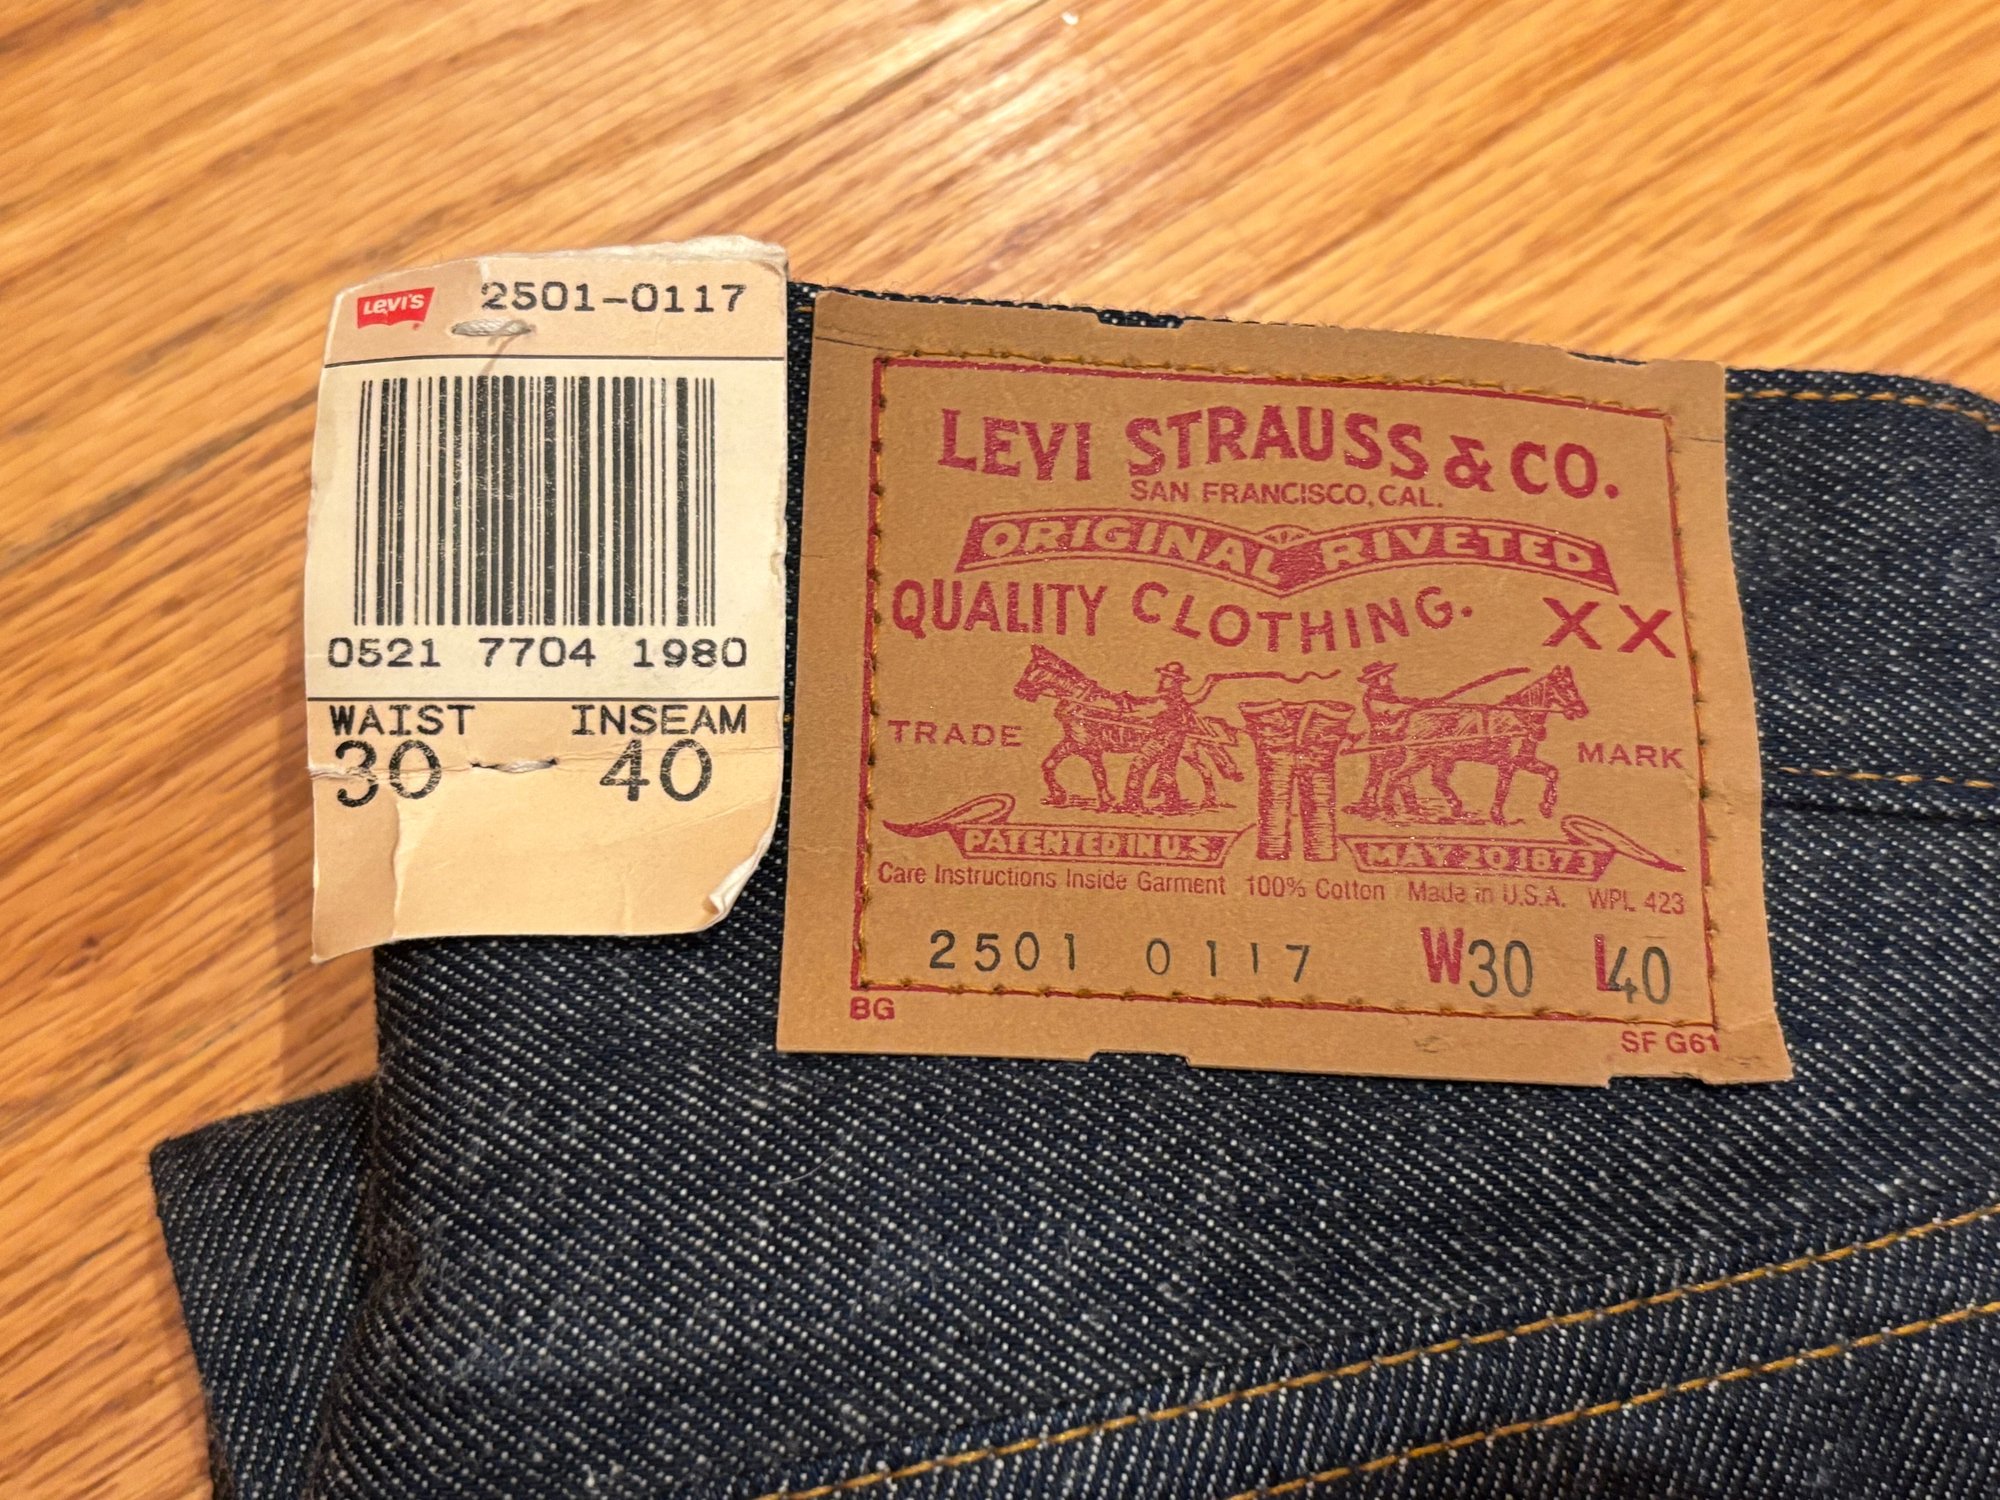 Levi's 2501-0117
0521 7704 1980
WAIST INSEAM
30 - 40
LEVI STRAUSS & CO.
SAN FRANCISCO, CAL.
ORIGINAL RIVETED
QUALITY CLOTHING. XX
TRADE MARK
PATENTED IN U.S. MAY 20 1873
Care Instructions Inside Garment 100% Cotton Made in U.S.A. WPL 423
2501 0117 W30 L40
BG SF G61